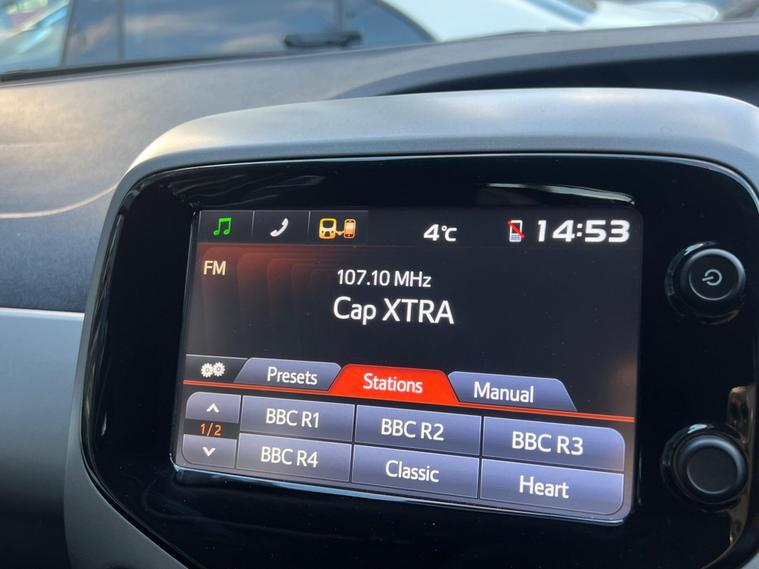 4°C 14:53
FM
107.10 MHz
Cap XTRA
Presets Stations Manual
1/2
BBC R1 BBC R2 BBC R3
BBC R4 Classic Heart